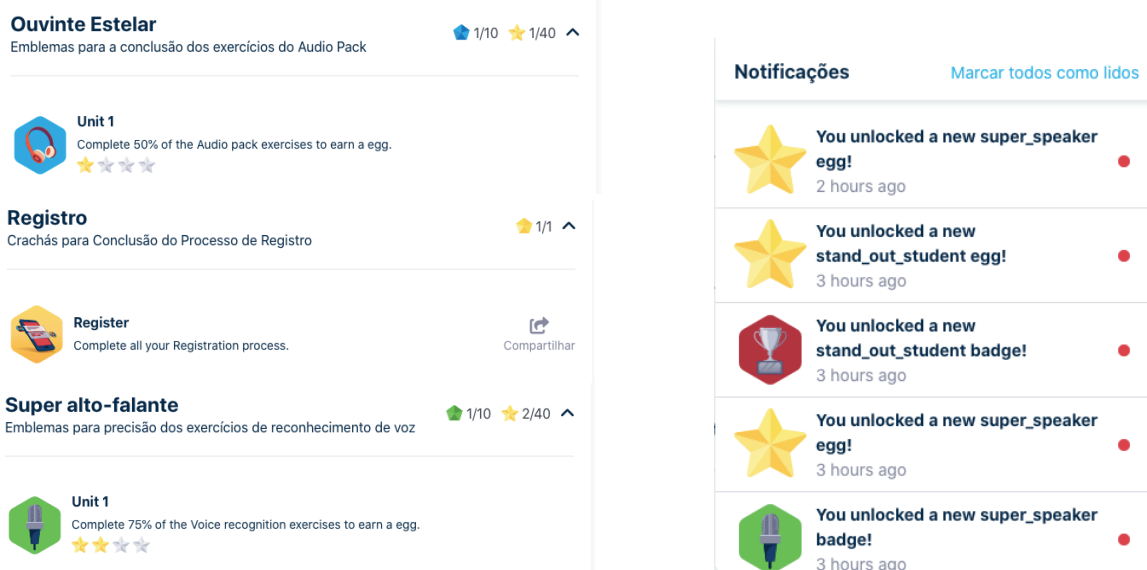 Ouvinte Estelar
1/10 1/40
Emblemas para a conclusão dos exercícios do Audio Pack
Unit 1
Complete 50% of the Audio pack exercises to earn a egg.
Registro
1/1
Crachás para Conclusão do Processo de Registro
Register
Complete all your Registration process.
Compartilhar
Super alto-falante
1/10 2/40
Emblemas para precisão dos exercícios de reconhecimento de voz
Unit 1
Complete 75% of the Voice recognition exercises to earn a egg.
Notificações
Marcar todos como lidos
You unlocked a new super_speaker
egg!
2 hours ago
You unlocked a new
stand_out_student egg!
3 hours ago
You unlocked a new
stand_out_student badge!
3 hours ago
You unlocked a new super_speaker
egg!
3 hours ago
You unlocked a new super_speaker
badge!
3 hours ago